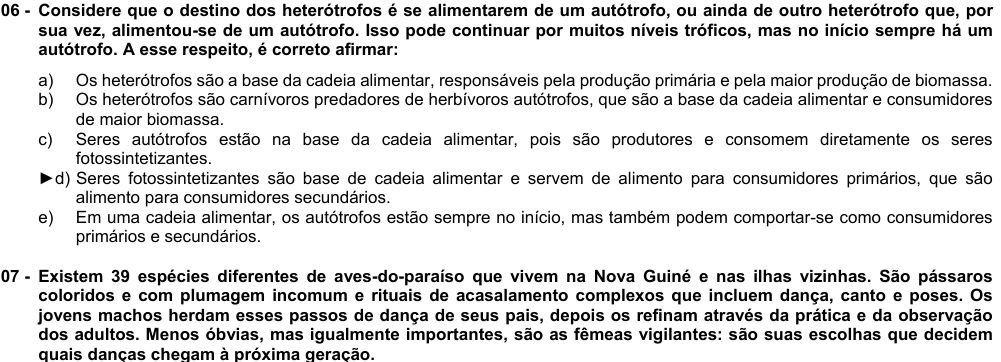 06 - Considere que o destino dos heterótrofos é se alimentarem de um autótrofo, ou ainda de outro heterótrofo que, por
sua vez, alimentou-se de um autótrofo. Isso pode continuar por muitos níveis tróficos, mas no início sempre há um
autótrofo. A esse respeito, é correto afirmar:
a) Os heterótrofos são a base da cadeia alimentar, responsáveis pela produção primária e pela maior produção de biomassa.
b) Os heterótrofos são carnívoros predadores de herbívoros autótrofos, que são a base da cadeia alimentar e consumidores
de maior biomassa.
c) Seres autótrofos estão na base da cadeia alimentar, pois são produtores e consomem diretamente os seres
fotossintetizantes.
►d) Seres fotossintetizantes são base de cadeia alimentar e servem de alimento para consumidores primários, que são
alimento para consumidores secundários.
e) Em uma cadeia alimentar, os autótrofos estão sempre no início, mas também podem comportar-se como consumidores
primários e secundários.
07 - Existem 39 espécies diferentes de aves-do-paraíso que vivem na Nova Guiné e nas ilhas vizinhas. São pássaros
coloridos e com plumagem incomum e rituais de acasalamento complexos que incluem dança, canto e poses. Os
jovens machos herdam esses passos de dança de seus pais, depois os refinam através da prática e da observação
dos adultos. Menos óbvias, mas igualmente importantes, são as fêmeas vigilantes: são suas escolhas que decidem
quais danças chegam à próxima geração.